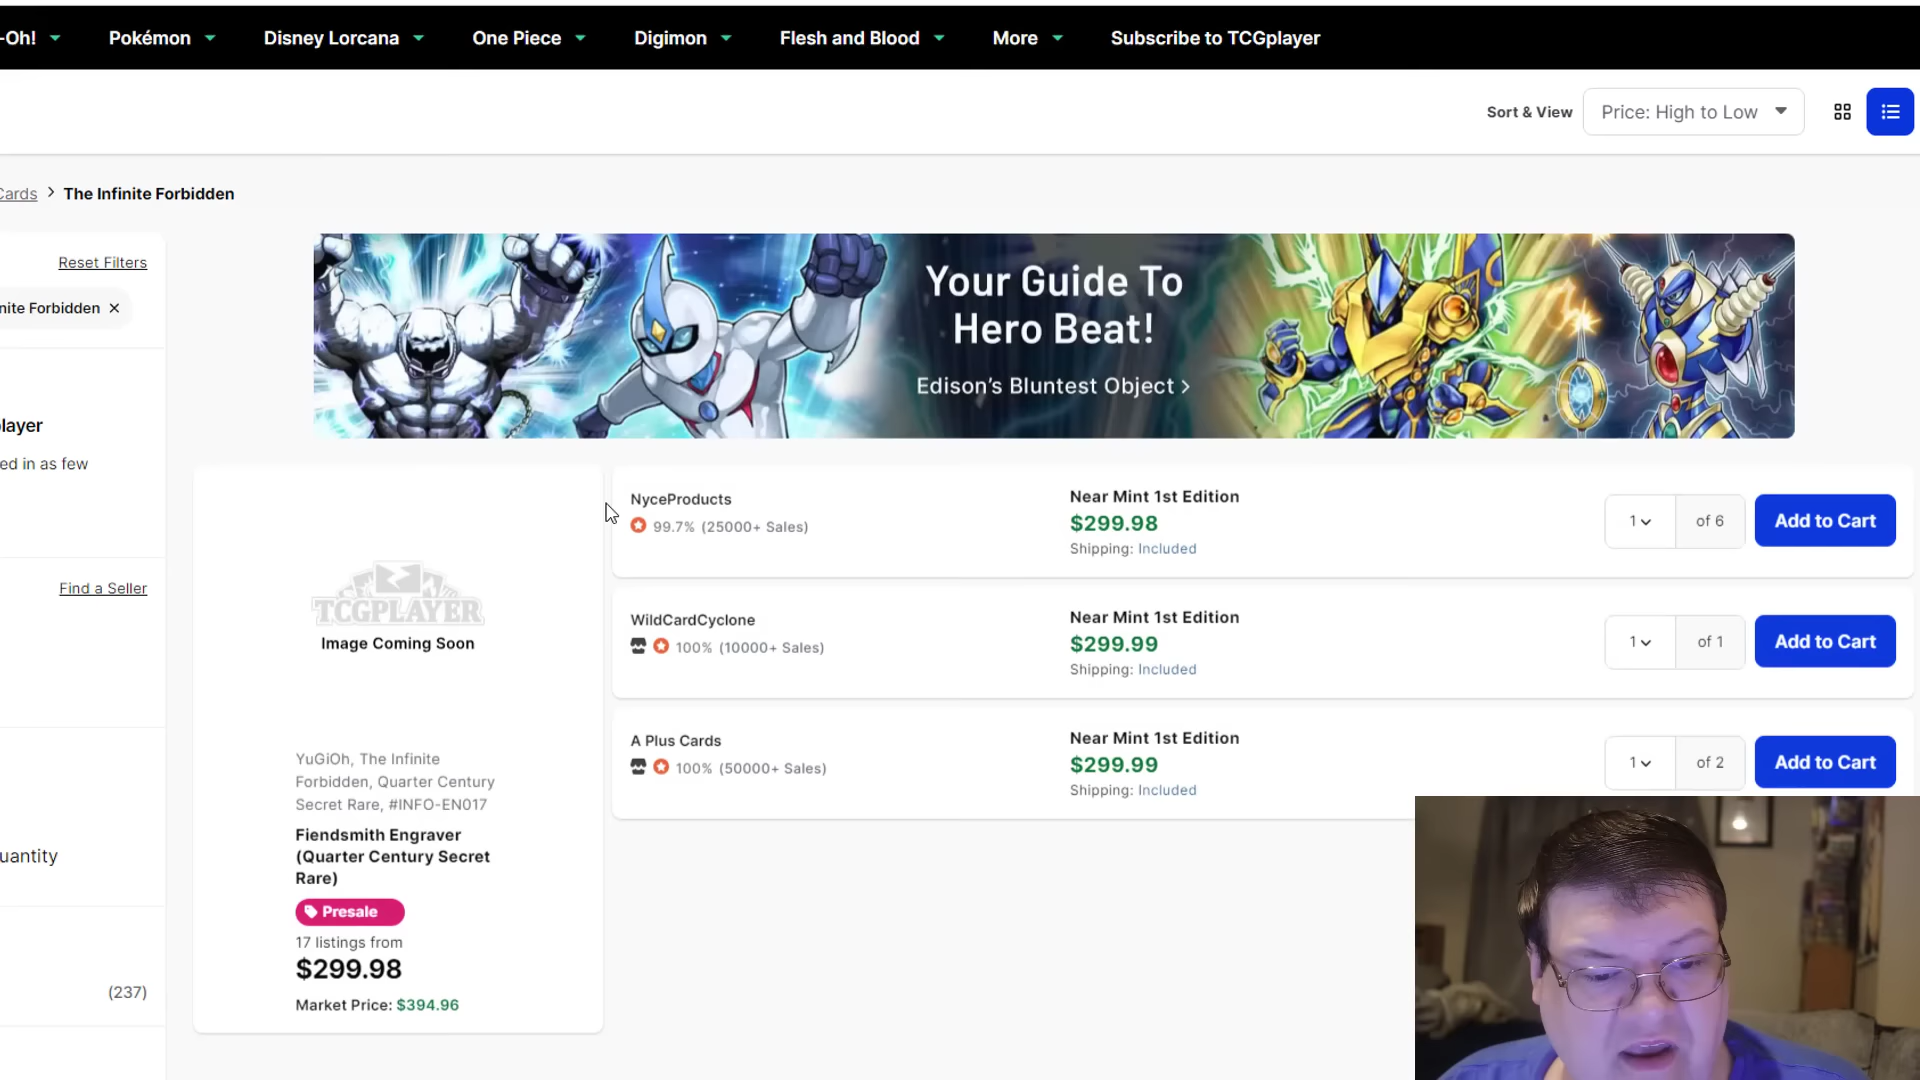 -Oh!
Pokémon
Disney Lorcana
One Piece
Digimon
Flesh and Blood
More
Subscribe to TCGplayer
Sort & View
Price: High to Low
Cards > The Infinite Forbidden
Reset Filters
nite Forbidden ×
layer
ed in as few
Find a Seller
uantity
(237)
Your Guide To
Hero Beat!
Edison's Bluntest Object >
TCGPLAYER
Image Coming Soon
YuGiOh, The Infinite
Forbidden, Quarter Century
Secret Rare, #INFO-EN017
Fiendsmith Engraver
(Quarter Century Secret
Rare)
Presale
17 listings from
$299.98
Market Price: $394.96
NyceProducts
99.7% (25000+ Sales)
Near Mint 1st Edition
$299.98
Shipping: Included
1 of 6
Add to Cart
WildCardCyclone
100% (10000+ Sales)
Near Mint 1st Edition
$299.99
Shipping: Included
1 of 1
Add to Cart
A Plus Cards
100% (50000+ Sales)
Near Mint 1st Edition
$299.99
Shipping: Included
1 of 2
Add to Cart